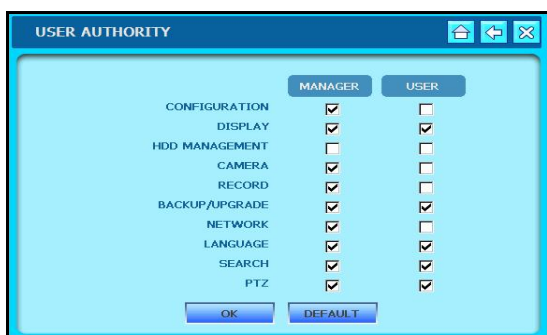 USER AUTHORITY
MANAGER USER
CONFIGURATION
DISPLAY
HDD MANAGEMENT
CAMERA
RECORD
BACKUP/UPGRADE
NETWORK
LANGUAGE
SEARCH
PTZ
OK DEFAULT